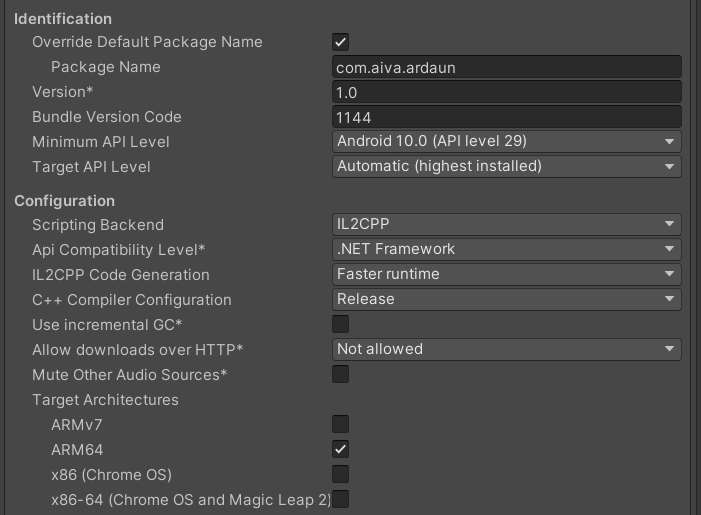 Identification
Override Default Package Name
Package Name com.aiva.ardaun
Version* 1.0
Bundle Version Code 1144
Minimum API Level Android 10.0 (API level 29)
Target API Level Automatic (highest installed)
Configuration
Scripting Backend IL2CPP
Api Compatibility Level* .NET Framework
IL2CPP Code Generation Faster runtime
C++ Compiler Configuration Release
Use incremental GC*
Allow downloads over HTTP* Not allowed
Mute Other Audio Sources*
Target Architectures
ARMv7
ARM64
x86 (Chrome OS)
x86-64 (Chrome OS and Magic Leap 2)